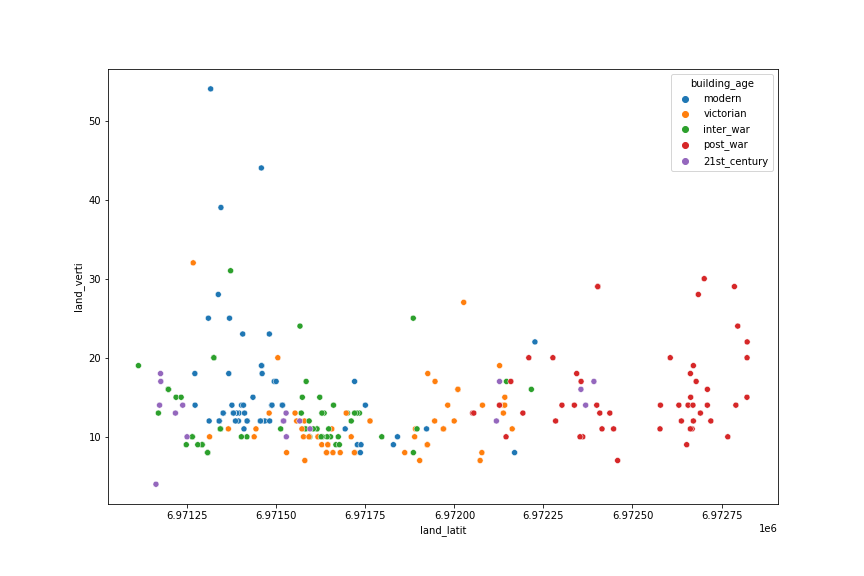 building_age
modern
victorian
inter_war
post_war
21st_century
land_verti
50
40
30
20
10
6.97125
6.97150
6.97175
6.97200
6.97225
6.97250
6.97275
1e6
land_latit